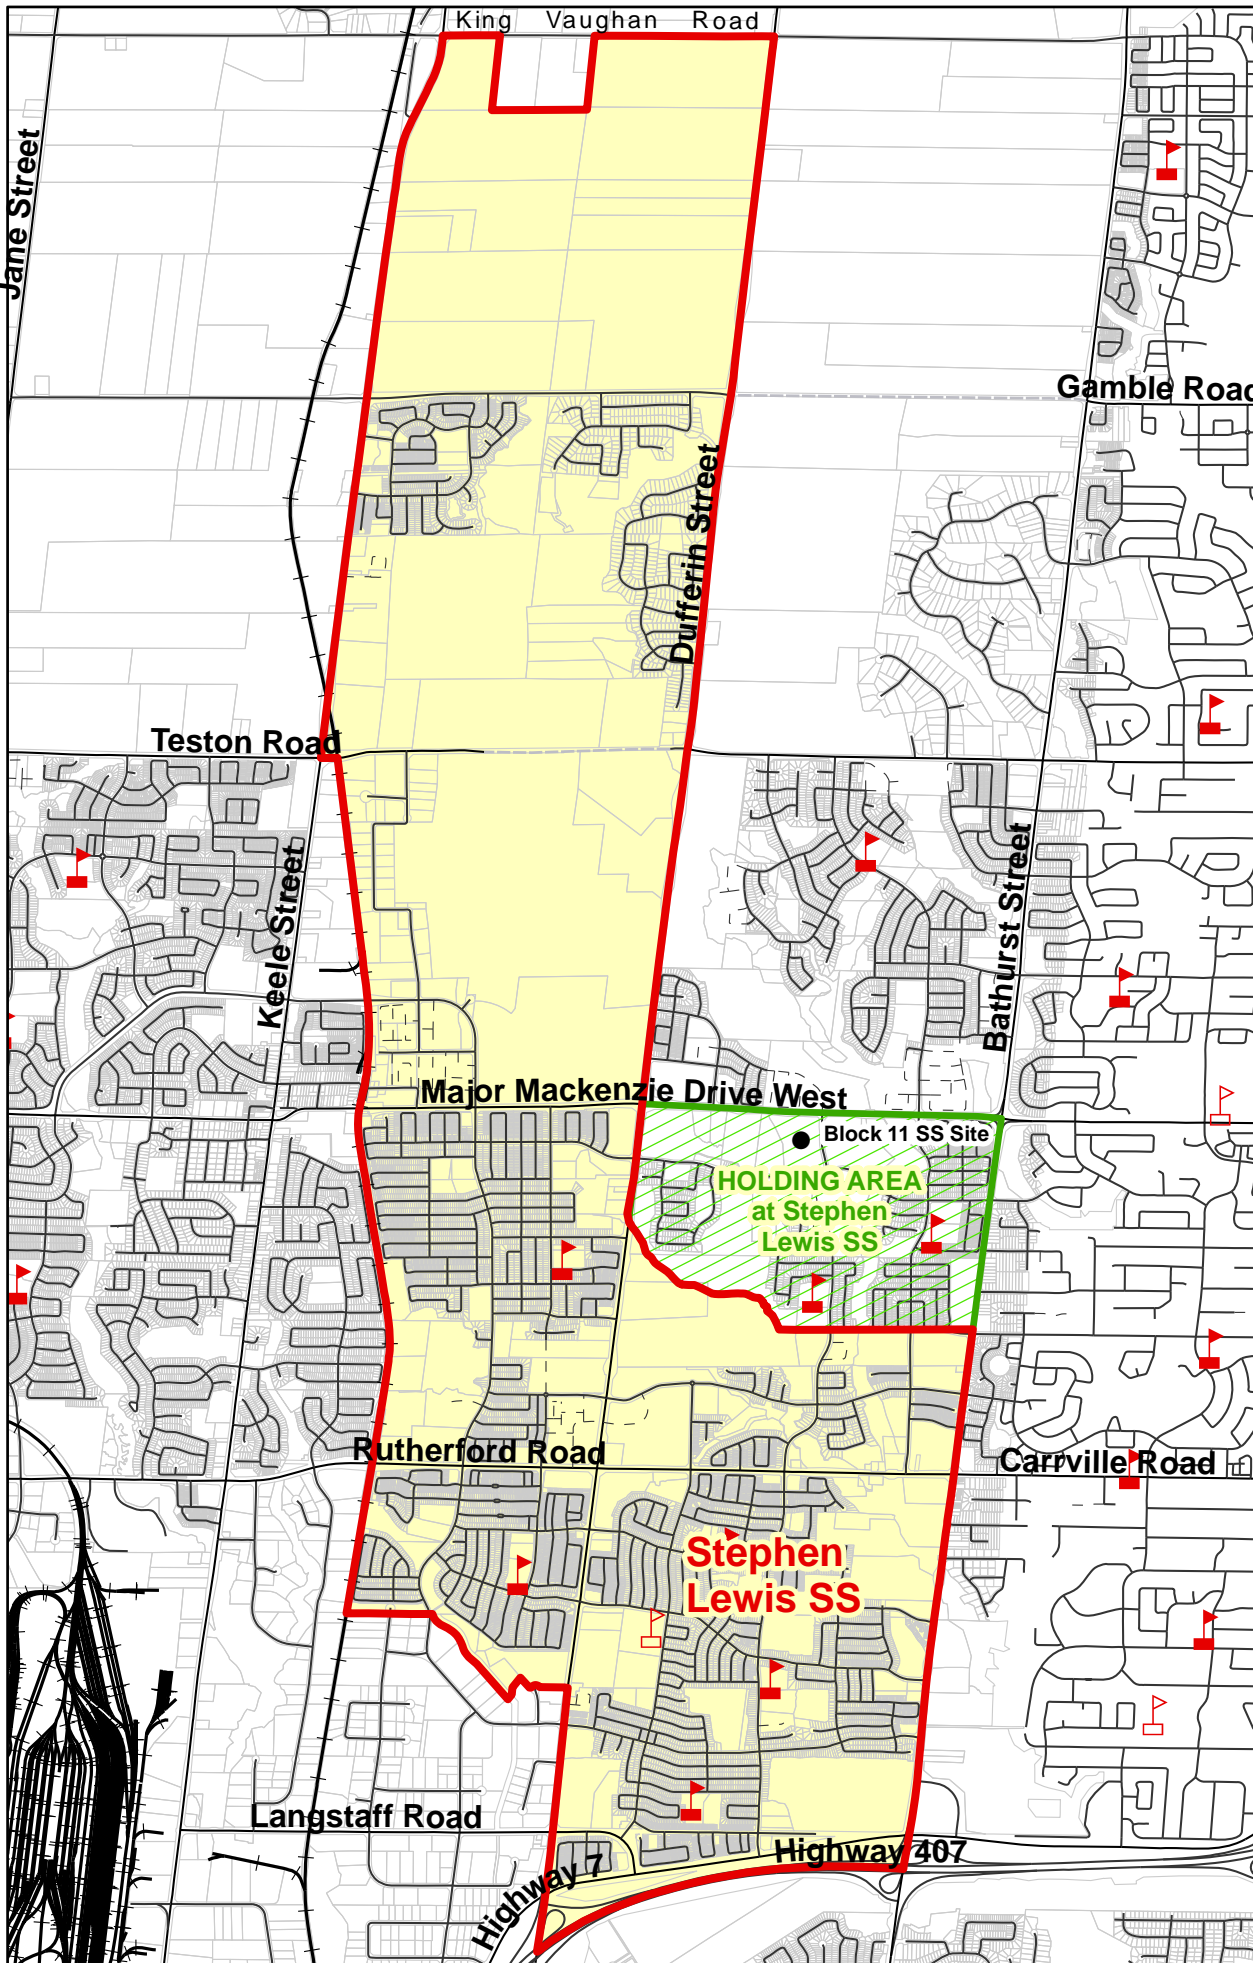 King Vaughan Road
Jane Street
Gamble Road
Dufferin Street
Teston Road
Keele Street
Bathurst Street
Major Mackenzie Drive West
Block 11 SS Site
HOLDING AREA
at Stephen
Lewis SS
Rutherford Road
Carrville Road
Stephen
Lewis SS
Langstaff Road
Highway 407
Highway 7